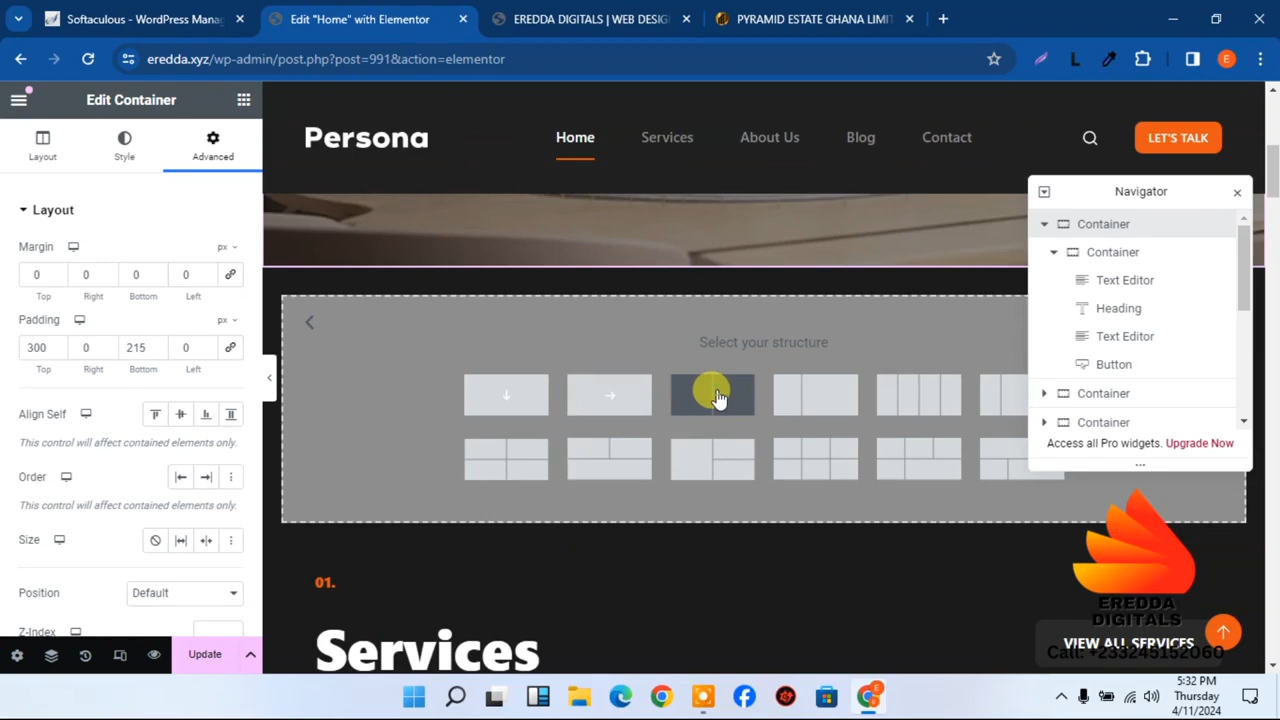 Softaculous - WordPress Mana
Edit "Home" with Elementor
EREDDA DIGITALS | WEB DESIG
PYRAMID ESTATE GHANA LIMIT
eredda.xyz/wp-admin/post.php?post=991&action=elementor
E
Edit Container
Layout
Style
Advanced
Persona
Home
Services
About Us
Blog
Contact
LET'S TALK
Layout
Margin
px
0
0
0
0
Top
Right
Bottom
Left
Padding
px
300
0
215
0
Top
Right
Bottom
Left
Align Self
This control will affect contained elements only.
Order
This control will affect contained elements only.
Size
Position
Default
Z-Index
Update
Select your structure
Navigator
Container
Container
Text Editor
Heading
Text Editor
Button
Container
Container
Access all Pro widgets. Upgrade Now
01.
Services
EREDDA
DIGITALS
VIEW ALL SERVICES
Call: +233245152060
5:32 PM
Thursday
4/11/2024